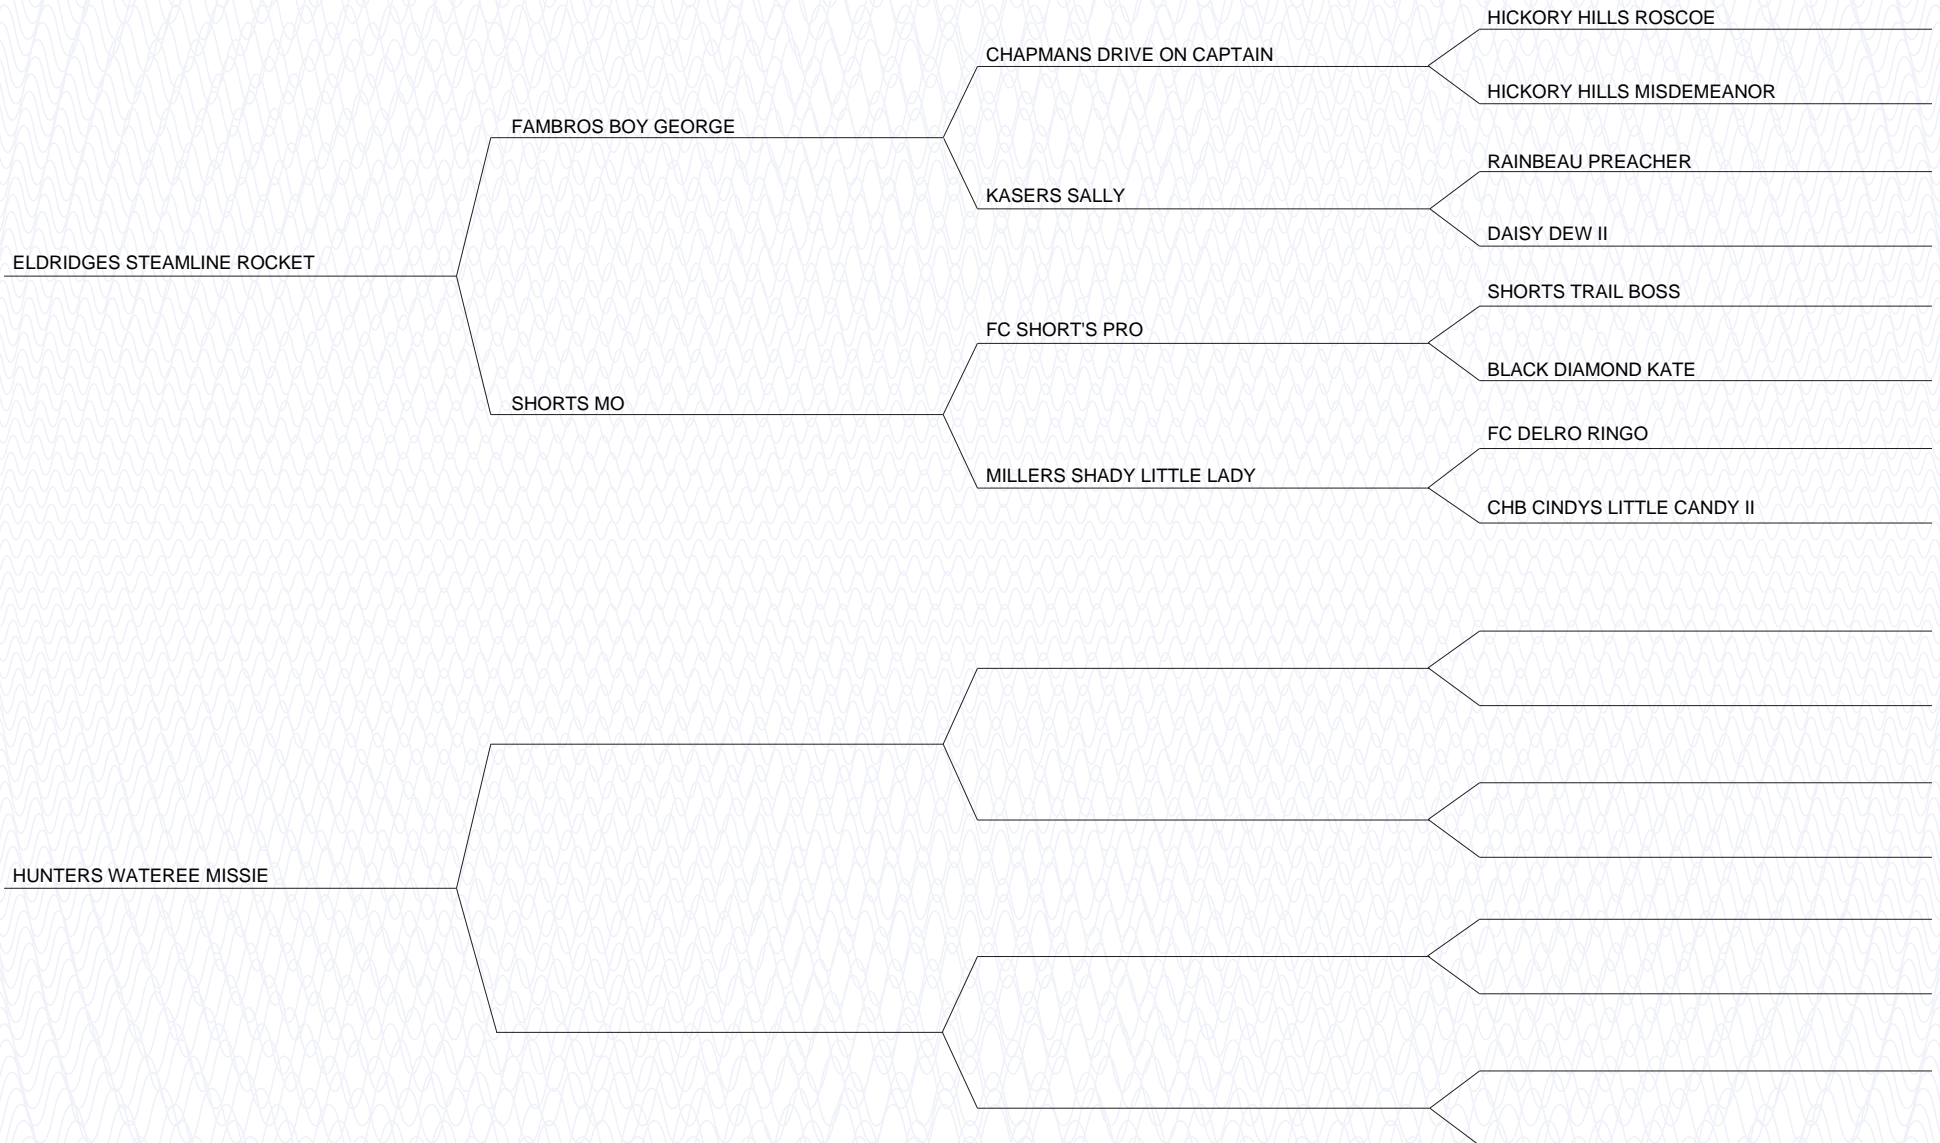 HICKORY HILLS ROSCOE
CHAPMANS DRIVE ON CAPTAIN
HICKORY HILLS MISDEMEANOR
FAMBROS BOY GEORGE
RAINBEAU PREACHER
KASERS SALLY
DAISY DEW II
ELDRIDGES STEAMLINE ROCKET
SHORTS TRAIL BOSS
FC SHORT'S PRO
BLACK DIAMOND KATE
SHORTS MO
FC DELRO RINGO
MILLERS SHADY LITTLE LADY
CHB CINDYS LITTLE CANDY II
HUNTERS WATEREE MISSIE